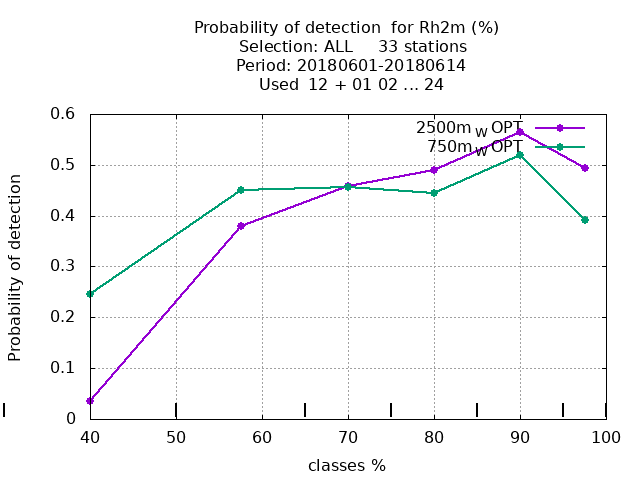 Probability of detection  for Rh2m (%)
Selection: ALL     33 stations
Period: 20180601-20180614
Used  12 + 01 02 ... 24
2500m W OPT
750m W OPT
Probability of detection
0.6
0.5
0.4
0.3
0.2
0.1
0
40 50 60 70 80 90 100
classes %